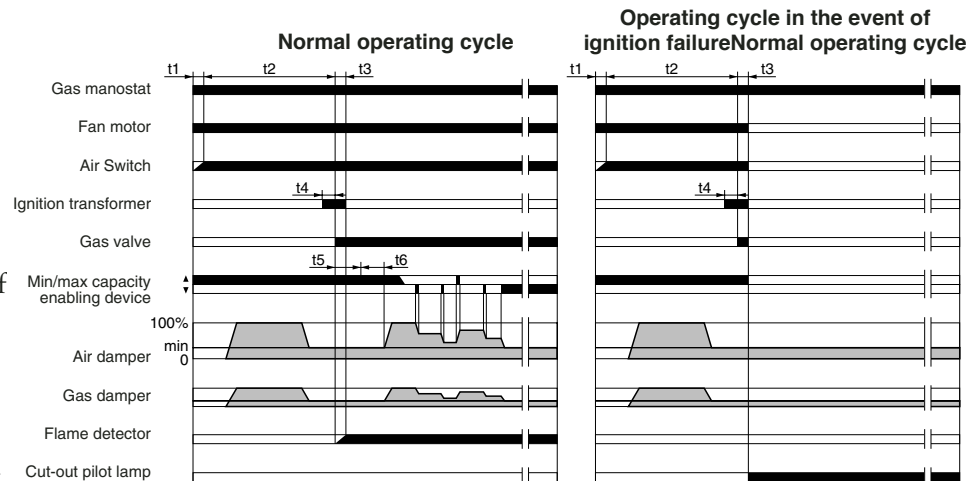 Normal operating cycle
Operating cycle in the event of
ignition failureNormal operating cycle
t1 t2 t3
t1 t2 t3
Gas manostat
Fan motor
Air Switch
t4
t4
Ignition transformer
Gas valve
t5 t6
f
Min/max capacity
enabling device
100%
min
0
Air damper
Gas damper
Flame detector
Cut-out pilot lamp